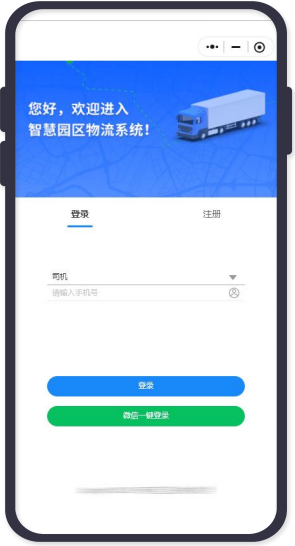 您好，欢迎进入
智慧园区物流系统！
登录
注册
司机
请输入手机号
登录
微信一键登录